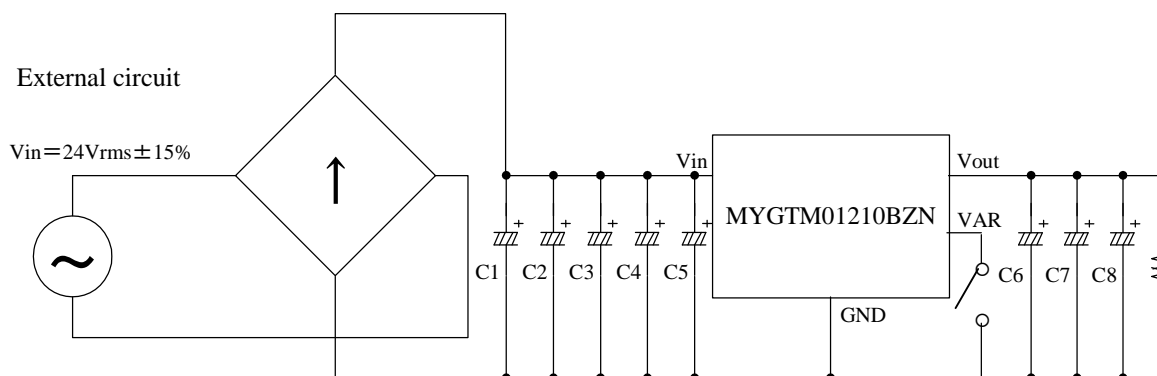 External circuit
Vin＝24Vrms±15%
Vin
Vout
MYGTM01210BZN
VAR
GND
+
+
+
+
+
+
+
+
C1
C2
C3
C4
C5
C6
C7
C8